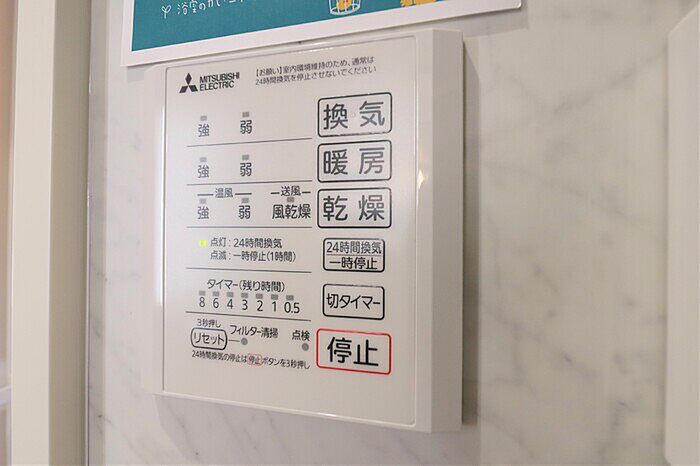 浴室の
MITSUBISHI
ELECTRIC
【お願い】室内環境維持のため、通常は
24時間換気を停止させないでください
強 弱 換気
強 弱 暖房
温風 送風
強 弱 風乾燥 乾燥
点灯：24時間換気
点滅：一時停止(1時間)
24時間換気
一時停止
タイマー(残り時間)
8 6 4 3 2 1 0.5
切タイマー
3秒押し
リセット フィルター清掃 点検
停止
24時間換気の停止は停止ボタンを3秒押し